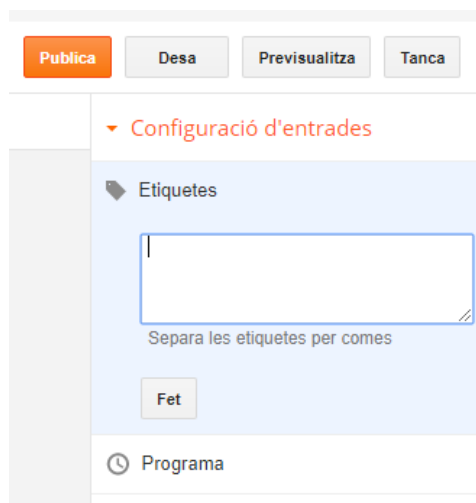 Publica Desa Previsualitza Tanca
Configuració d'entrades
Etiquetes
Separa les etiquetes per comes
Fet
Programa